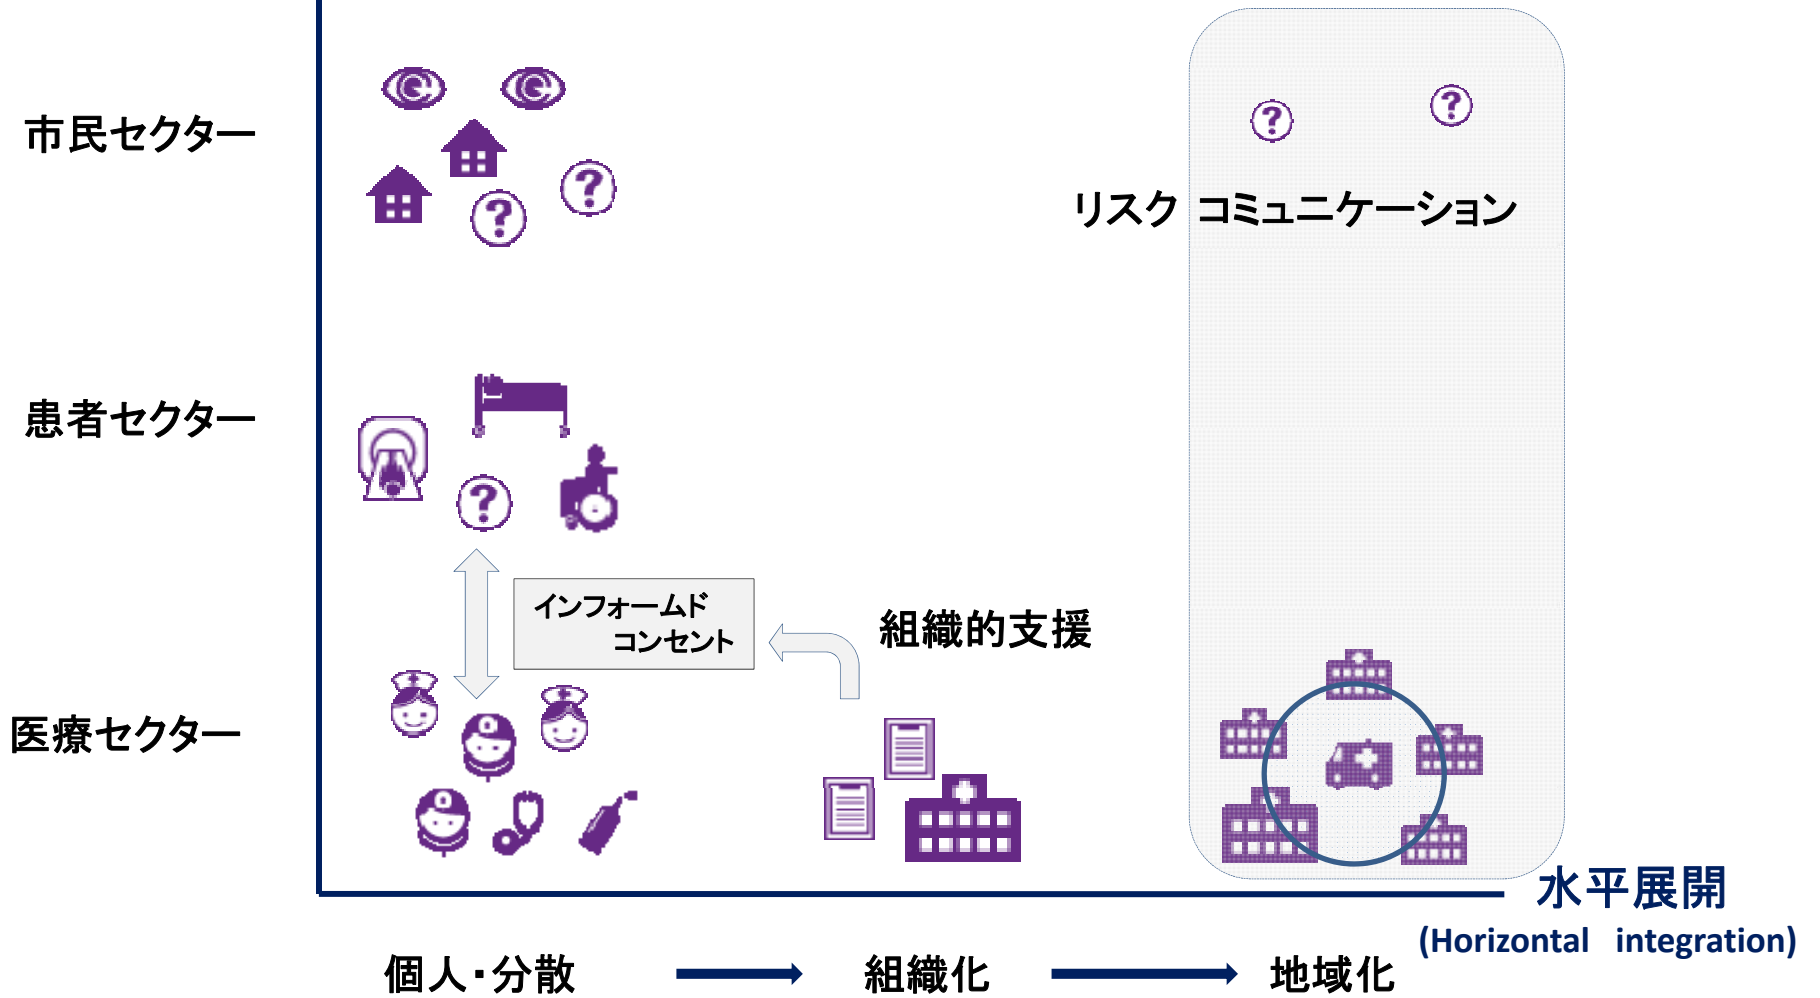 市民セクター
リスク コミュニケーション
患者セクター
インフォームド
コンセント
組織的支援
医療セクター
水平展開
(Horizontal integration)
個人・分散
組織化
地域化